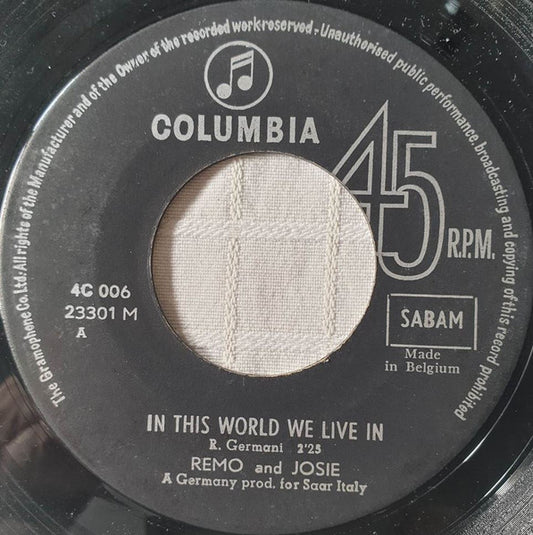 The Gramophone Co.Ltd·All rights of the Manufacturer and of the Owner of the recorded work reserved - Unauthorised public performance, broadcasting and copying of this record prohibited
COLUMBIA
45
R.P.M.
4C 006
23301 M
A
SABAM
Made
in Belgium
IN THIS WORLD WE LIVE IN
R. Germani 2'25
REMO and JOSIE
A Germany prod. for Saar Italy